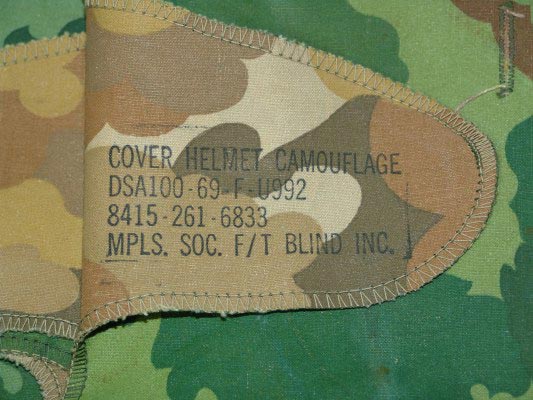 COVER HELMET CAMOUFLAGE
DSA100-69-F-U992
8415-261-6833
MPLS. SOC. F/T BLIND INC.